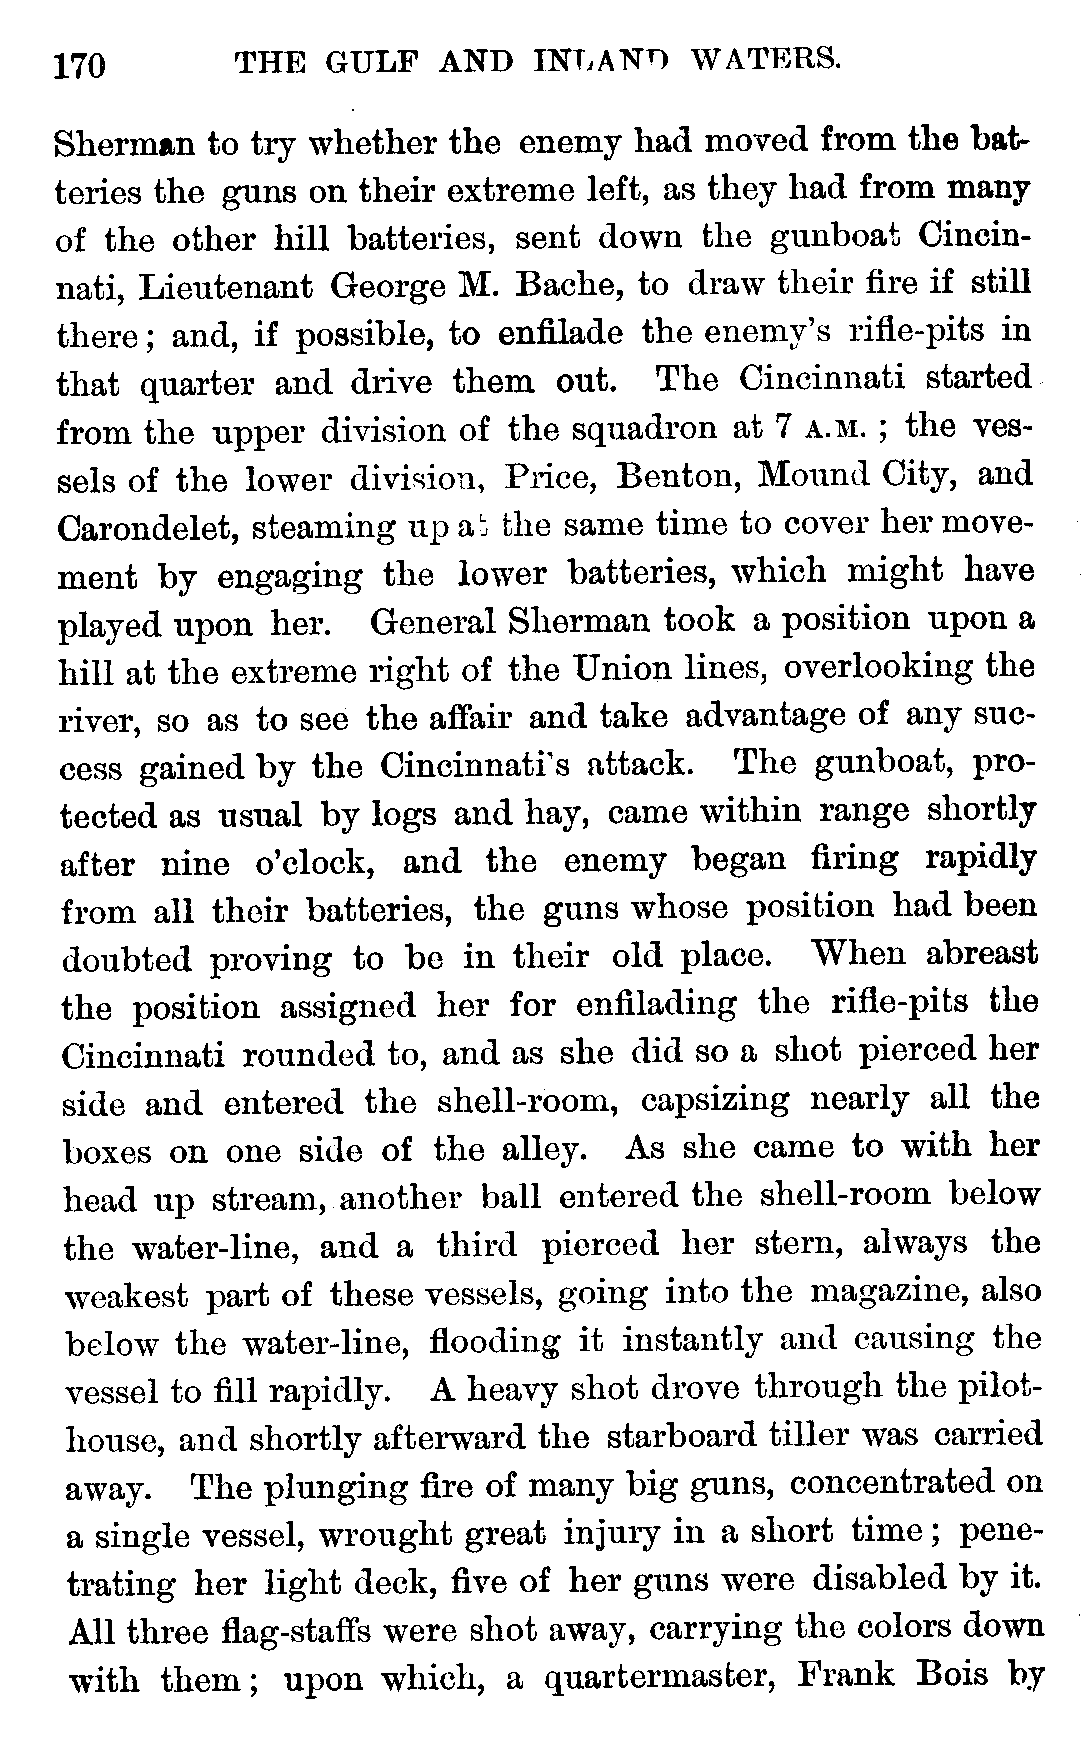 170 THE GULF AND INLAND WATERS.
Sherman to try whether the enemy had moved from the bat-
teries the guns on their extreme left, as they had from many
of the other hill batteries, sent down the gunboat Cincin-
nati, Lieutenant George M. Bache, to draw their fire if still
there; and, if possible, to enfilade the enemy's rifle-pits in
that quarter and drive them out. The Cincinnati started
from the upper division of the squadron at 7 A.M.; the ves-
sels of the lower division, Price, Benton, Mound City, and
Carondelet, steaming up at the same time to cover her move-
ment by engaging the lower batteries, which might have
played upon her. General Sherman took a position upon a
hill at the extreme right of the Union lines, overlooking the
river, so as to see the affair and take advantage of any suc-
cess gained by the Cincinnati's attack. The gunboat, pro-
tected as usual by logs and hay, came within range shortly
after nine o'clock, and the enemy began firing rapidly
from all their batteries, the guns whose position had been
doubted proving to be in their old place. When abreast
the position assigned her for enfilading the rifle-pits the
Cincinnati rounded to, and as she did so a shot pierced her
side and entered the shell-room, capsizing nearly all the
boxes on one side of the alley. As she came to with her
head up stream, another ball entered the shell-room below
the water-line, and a third pierced her stern, always the
weakest part of these vessels, going into the magazine, also
below the water-line, flooding it instantly and causing the
vessel to fill rapidly. A heavy shot drove through the pilot-
house, and shortly afterward the starboard tiller was carried
away. The plunging fire of many big guns, concentrated on
a single vessel, wrought great injury in a short time; pene-
trating her light deck, five of her guns were disabled by it.
All three flag-staffs were shot away, carrying the colors down
with them; upon which, a quartermaster, Frank Bois by